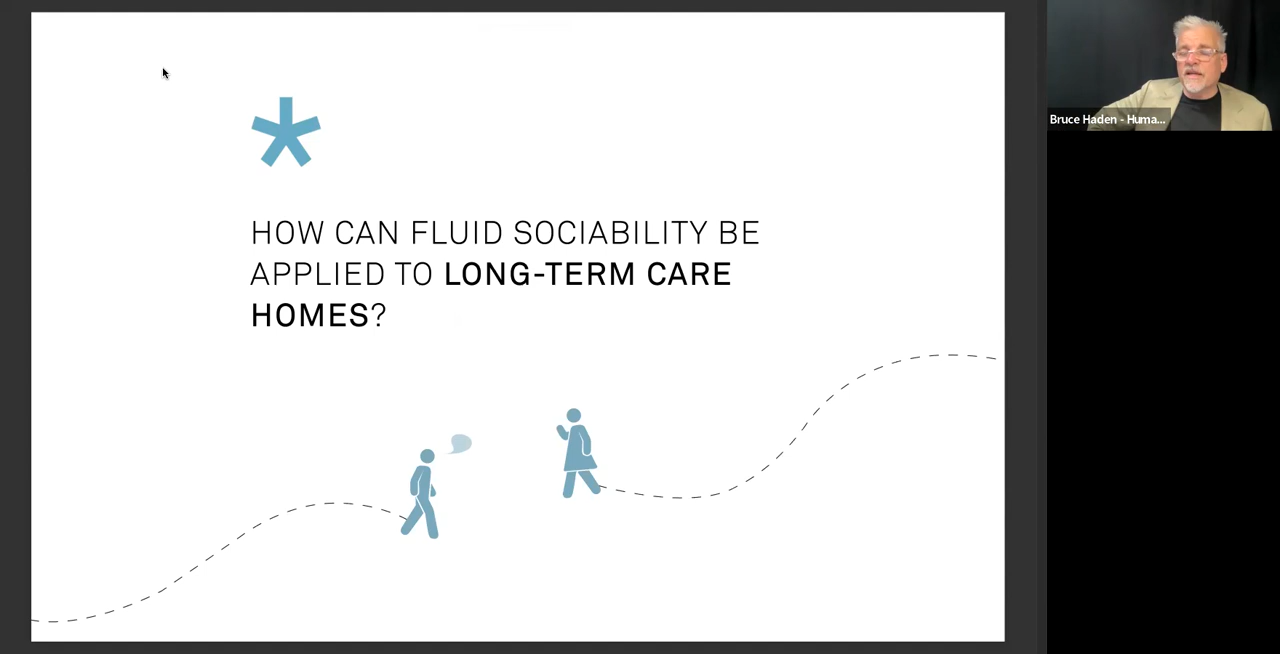 HOW CAN FLUID SOCIABILITY BE
APPLIED TO LONG-TERM CARE
HOMES?
Bruce Haden - Huma...